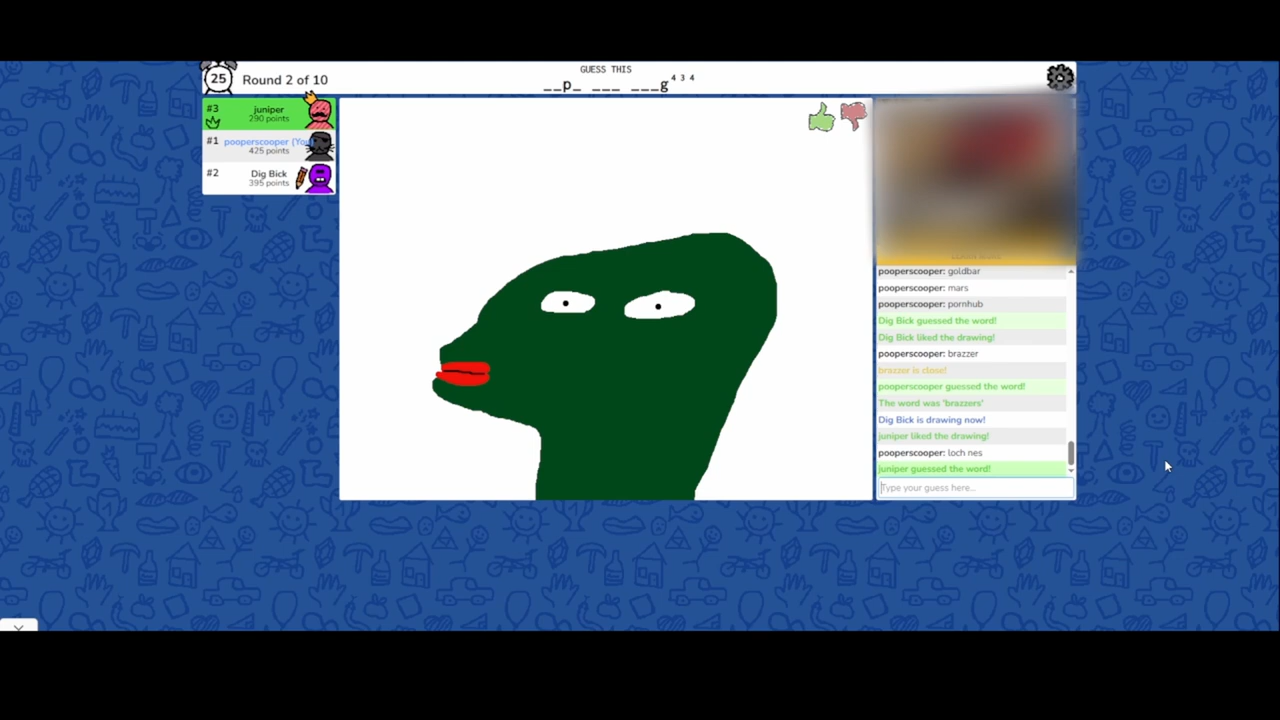 25
Round 2 of 10
GUESS THIS
__p_ ___ ___g 4 3 4
#3 juniper
290 points
#1 pooperscooper (You
425 points
#2 Dig Bick
395 points
pooperscooper: goldbar
pooperscooper: mars
pooperscooper: pornhub
Dig Bick guessed the word!
Dig Bick liked the drawing!
pooperscooper: brazzer
brazzer is close!
pooperscooper guessed the word!
The word was 'brazzers'
Dig Bick is drawing now!
juniper liked the drawing!
pooperscooper: loch nes
juniper guessed the word!
Type your guess here...